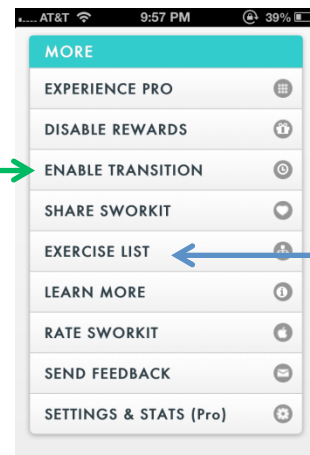 AT&T 9:57 PM 39%
MORE
EXPERIENCE PRO
DISABLE REWARDS
ENABLE TRANSITION
SHARE SWORKIT
EXERCISE LIST
LEARN MORE
RATE SWORKIT
SEND FEEDBACK
SETTINGS & STATS (Pro)